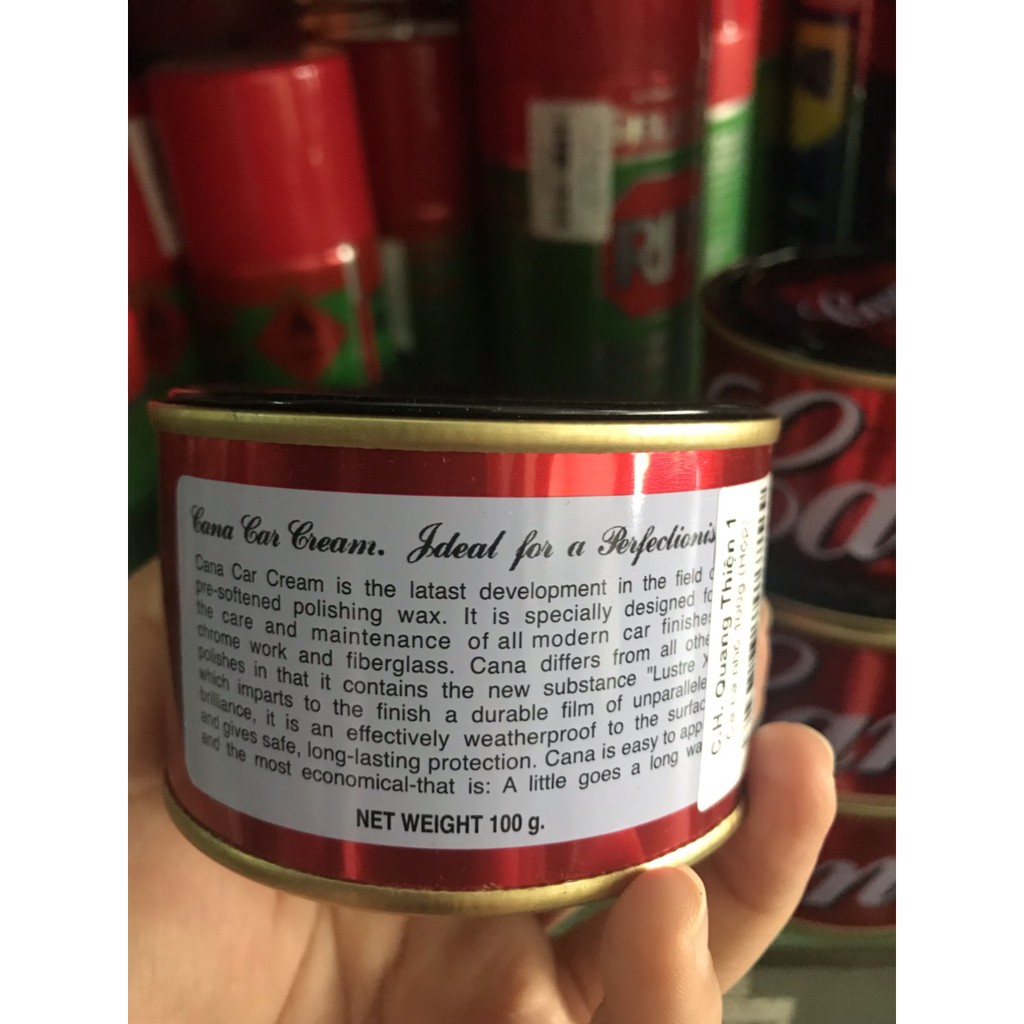 Cana Car Cream. Ideal for a Perfectionis
Cana Car Cream is the latast development in the field o
pre-softened polishing wax. It is specially designed fo
the care and maintenance of all modern car finishes
chrome work and fiberglass. Cana differs from all othe
polishes in that it contains the new substance "Lustre X
which imparts to the finish a durable film of unparallele
brilliance, it is an effectively weatherproof to the surfac
and gives safe, long-lasting protection. Cana is easy to app
and the most economical-that is: A little goes a long wa
NET WEIGHT 100 g.
C.H. Quang Thiện 1
100g (Hộp)